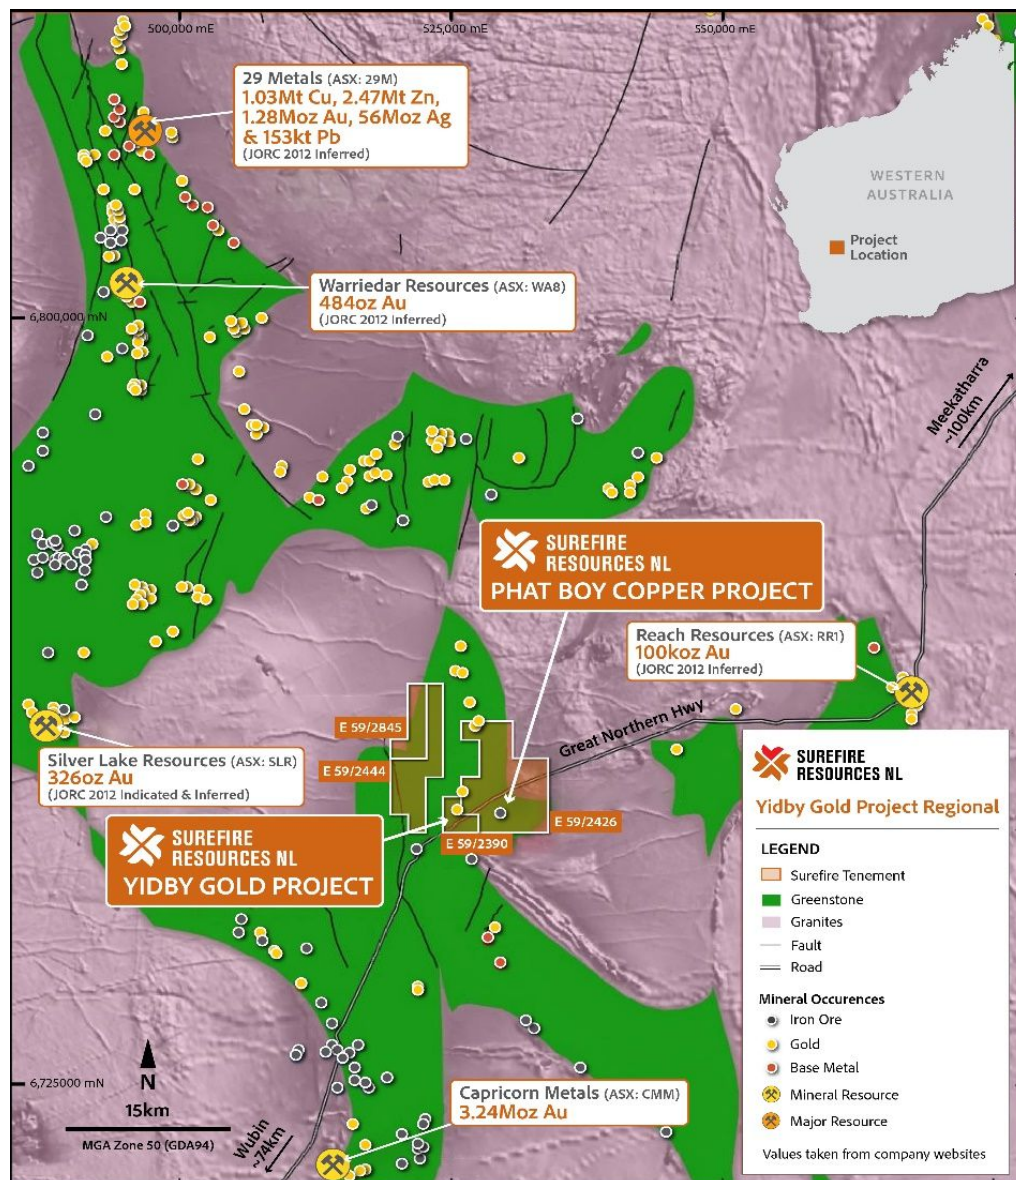 500,000 mE
525,000 mE
550,000 mE
29 Metals (ASX: 29M)
1.03Mt Cu, 2.47Mt Zn,
1.28Moz Au, 56Moz Ag
& 153kt Pb
(JORC 2012 Inferred)
WESTERN
AUSTRALIA
Project
Location
Warriedar Resources (ASX: WA8)
484oz Au
(JORC 2012 Inferred)
6,800,000 mN
Meekatharra
~100km
SUREFIRE
RESOURCES NL
PHAT BOY COPPER PROJECT
Reach Resources (ASX: RR1)
100koz Au
(JORC 2012 Inferred)
E 59/2845
Great Northern Hwy
Silver Lake Resources (ASX: SLR)
326oz Au
(JORC 2012 Indicated & Inferred)
E 59/2444
E 59/2426
E 59/2390
SUREFIRE
RESOURCES NL
YIDBY GOLD PROJECT
SUREFIRE
RESOURCES NL
Yidby Gold Project Regional
LEGEND
Surefire Tenement
Greenstone
Granites
Fault
Road
Mineral Occurences
Iron Ore
Gold
Base Metal
Mineral Resource
Major Resource
Values taken from company websites
6,725000 mN
N
15km
MGA Zone 50 (GDA94)
Wubin
~74km
Capricorn Metals (ASX: CMM)
3.24Moz Au